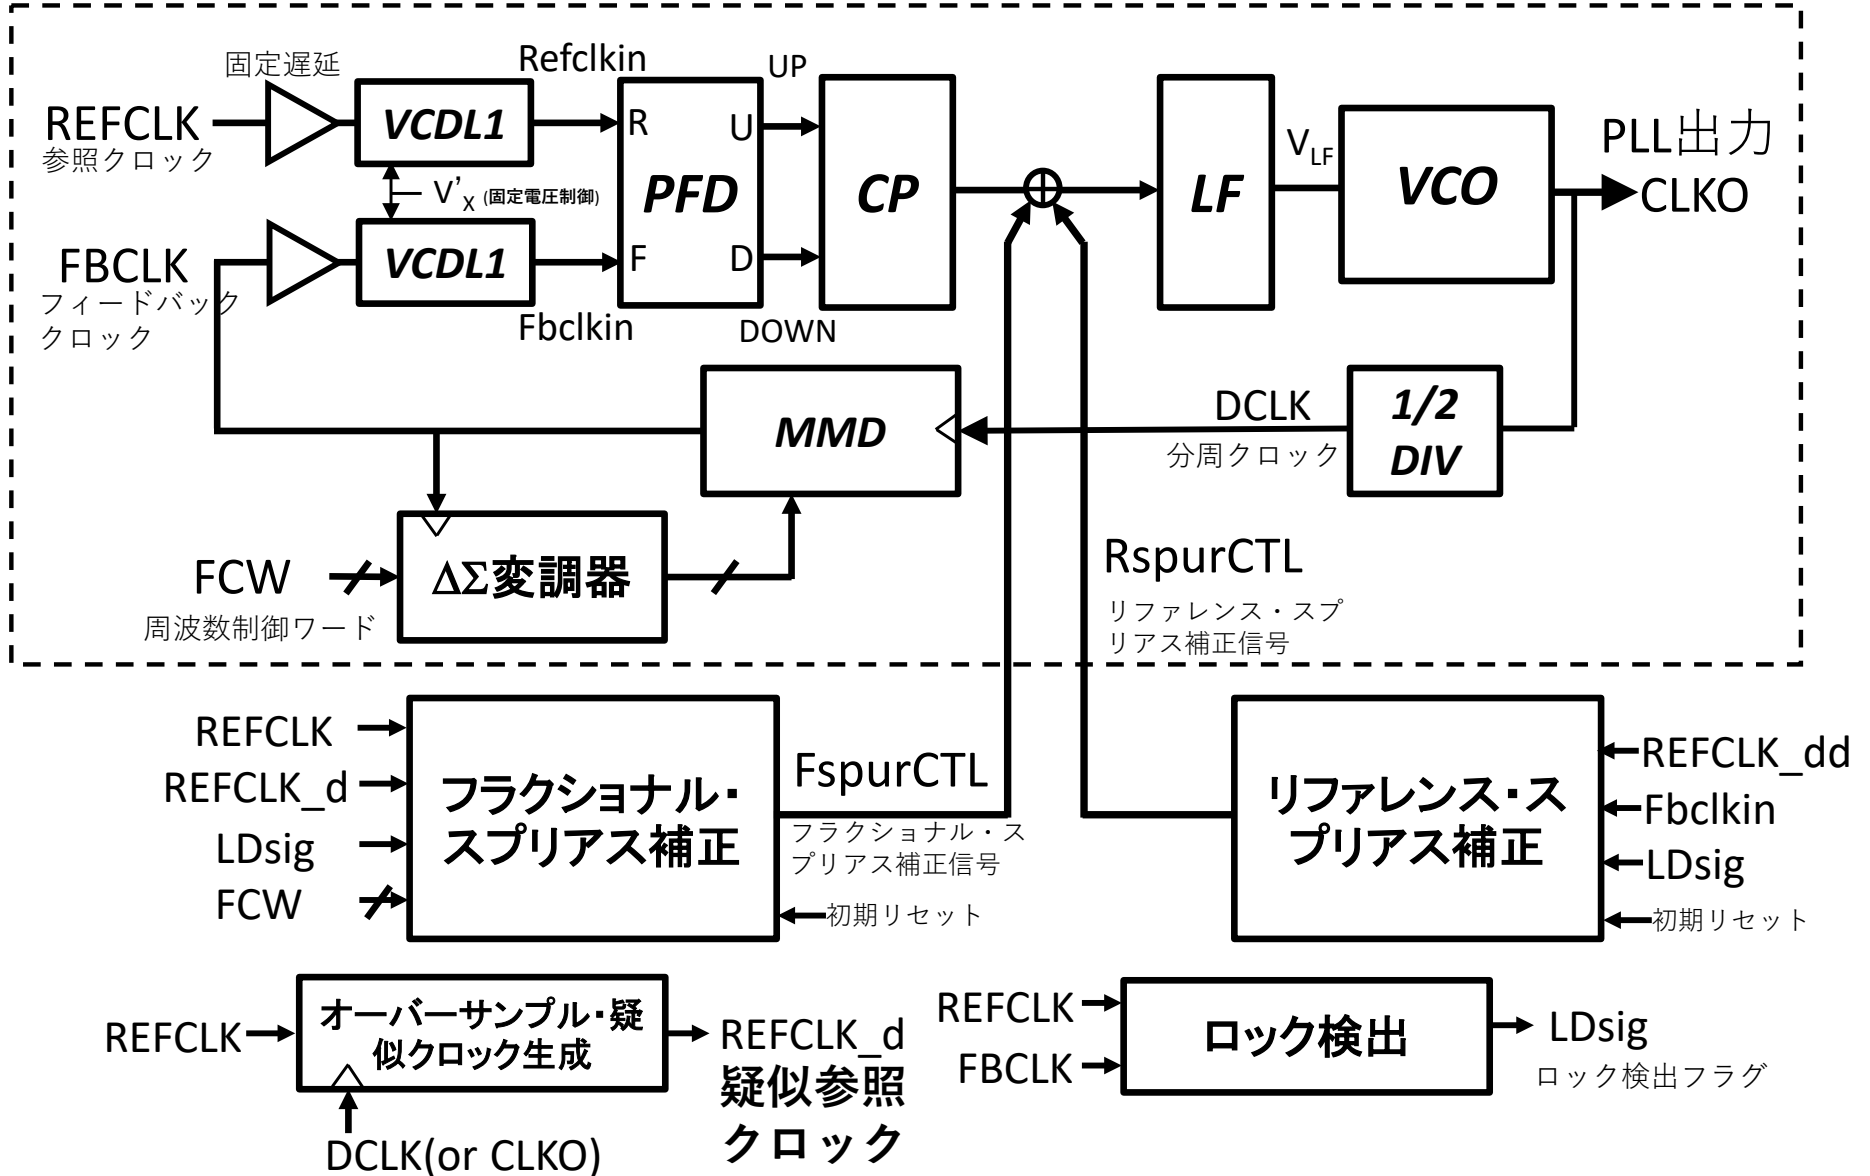 固定遅延
Refclkin
UP
REFCLK
参照クロック
VCDL1
R
U
V'X (固定電圧制御)
PFD
CP
LF
VLF
VCO
PLL出力
CLKO
FBCLK
フィードバック
クロック
VCDL1
F
D
Fbclkin
DOWN
MMD
DCLK
分周クロック
1/2
DIV
FCW
周波数制御ワード
ΔΣ変調器
RspurCTL
リファレンス・スプ
リアス補正信号
REFCLK
REFCLK_d
LDsig
FCW
フラクショナル・
スプリアス補正
FspurCTL
フラクショナル・ス
プリアス補正信号
初期リセット
リファレンス・ス
プリアス補正
REFCLK_dd
Fbclkin
LDsig
初期リセット
REFCLK
オーバーサンプル・疑
似クロック生成
REFCLK_d
疑似参照
クロック
DCLK(or CLKO)
REFCLK
FBCLK
ロック検出
LDsig
ロック検出フラグ